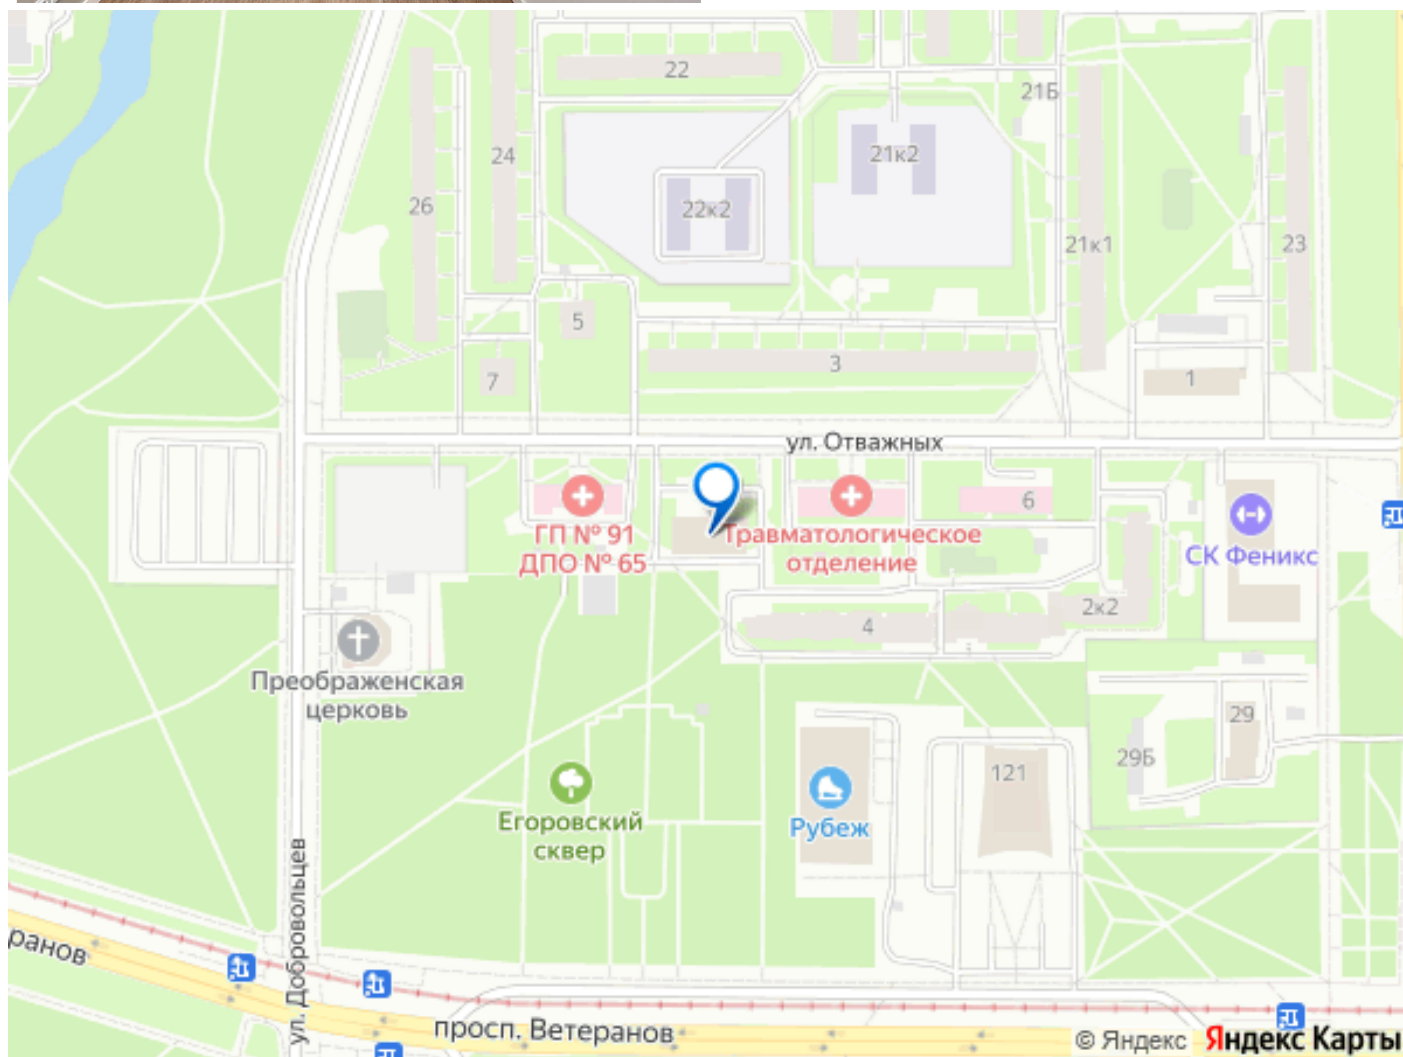 22
21Б
24
21к2
26
22к2
21к1
23
5
3
7
1
ул. Отважных
6
ГП № 91
ДПО № 65
Травматологическое
отделение
СК Феникс
2к2
4
Преображенская
церковь
29
29Б
121
Егоровский
сквер
Рубеж
ул. Добровольцев
ранов
просп. Ветеранов
© Яндекс Яндекс Карты